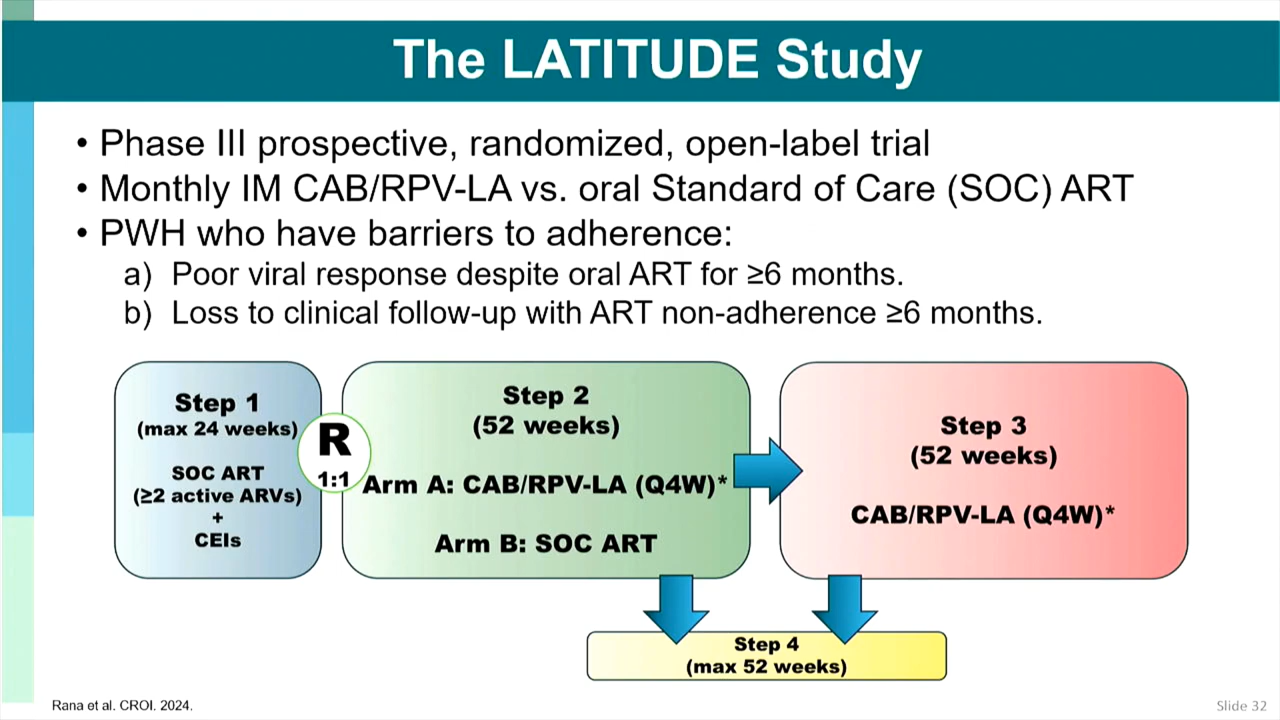 The LATITUDE Study
• Phase III prospective, randomized, open-label trial
• Monthly IM CAB/RPV-LA vs. oral Standard of Care (SOC) ART
• PWH who have barriers to adherence:
a) Poor viral response despite oral ART for ≥6 months.
b) Loss to clinical follow-up with ART non-adherence ≥6 months.
Step 1
(max 24 weeks)
SOC ART
(≥2 active ARVs)
+
CEIs
R
1:1
Step 2
(52 weeks)
Arm A: CAB/RPV-LA (Q4W)*
Arm B: SOC ART
Step 3
(52 weeks)
CAB/RPV-LA (Q4W)*
Step 4
(max 52 weeks)
Rana et al. CROI. 2024.
Slide 32